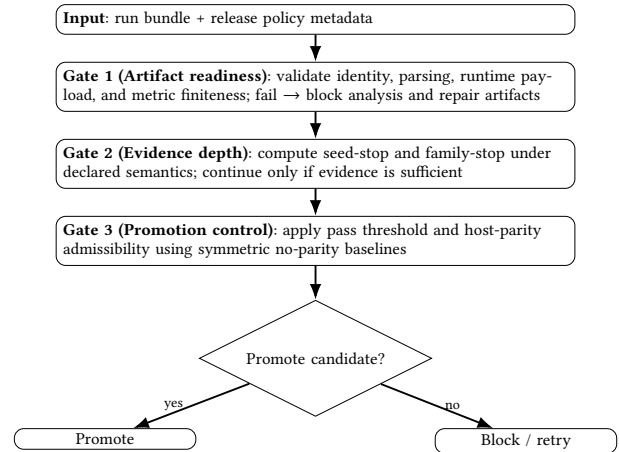 Input: run bundle + release policy metadata
Gate 1 (Artifact readiness): validate identity, parsing, runtime pay-
load, and metric finiteness; fail → block analysis and repair artifacts
Gate 2 (Evidence depth): compute seed-stop and family-stop under
declared semantics; continue only if evidence is sufficient
Gate 3 (Promotion control): apply pass threshold and host-parity
admissibility using symmetric no-parity baselines
Promote candidate?
yes
no
Promote
Block / retry